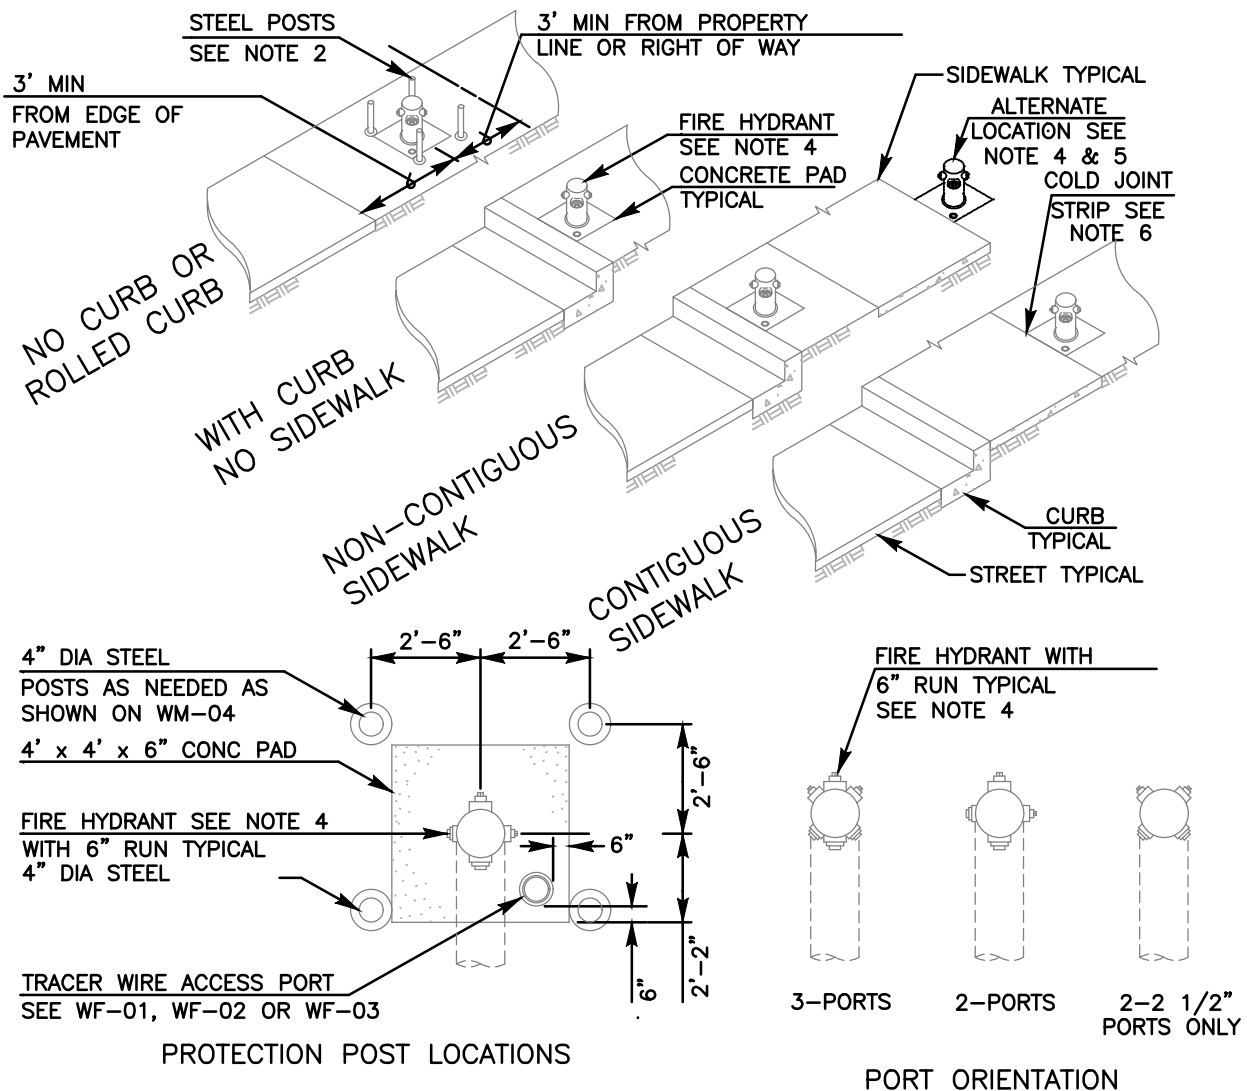 STEEL POSTS
SEE NOTE 2
3' MIN FROM PROPERTY
LINE OR RIGHT OF WAY
3' MIN
FROM EDGE OF
PAVEMENT
SIDEWALK TYPICAL
ALTERNATE
LOCATION SEE
NOTE 4 & 5
FIRE HYDRANT
SEE NOTE 4
CONCRETE PAD
TYPICAL
COLD JOINT
STRIP SEE
NOTE 6
NO CURB OR
ROLLED CURB
WITH CURB
NO SIDEWALK
NON-CONTIGUOUS
SIDEWALK
CONTIGUOUS
SIDEWALK
CURB
TYPICAL
STREET TYPICAL
2'-6"
2'-6"
4" DIA STEEL
POSTS AS NEEDED AS
SHOWN ON WM-04
4' x 4' x 6" CONC PAD
FIRE HYDRANT SEE NOTE 4
WITH 6" RUN TYPICAL
4" DIA STEEL
TRACER WIRE ACCESS PORT
SEE WF-01, WF-02 OR WF-03
2'-6"
6"
6"
2'-2"
PROTECTION POST LOCATIONS
FIRE HYDRANT WITH
6" RUN TYPICAL
SEE NOTE 4
3-PORTS
2-PORTS
2-2 1/2"
PORTS ONLY
PORT ORIENTATION